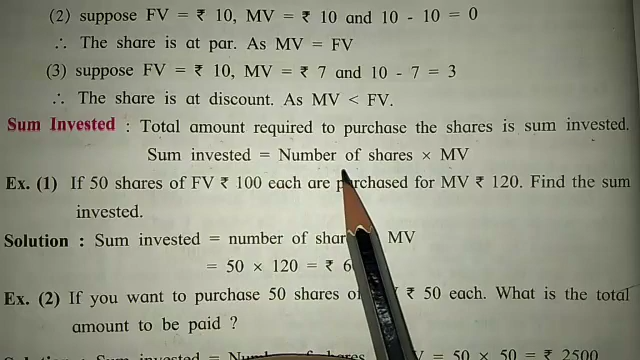 (2) suppose FV = ₹ 10, MV = ₹ 10 and 10 - 10 = 0
∴ The share is at par. As MV = FV
(3) suppose FV = ₹ 10, MV = ₹ 7 and 10 - 7 = 3
∴ The share is at discount. As MV < FV.
Sum Invested : Total amount required to purchase the shares is sum invested.
Sum invested = Number of shares × MV
Ex. (1) If 50 shares of FV ₹ 100 each are purchased for MV ₹ 120. Find the sum
invested.
Solution : Sum invested = number of MV
= 50 × 120 = ₹
Ex. (2) If you want to purchase 50 shares of ₹ 50 each. What is the total
amount to be paid ?
Sum invested = = 50 × 50 = ₹ 2500